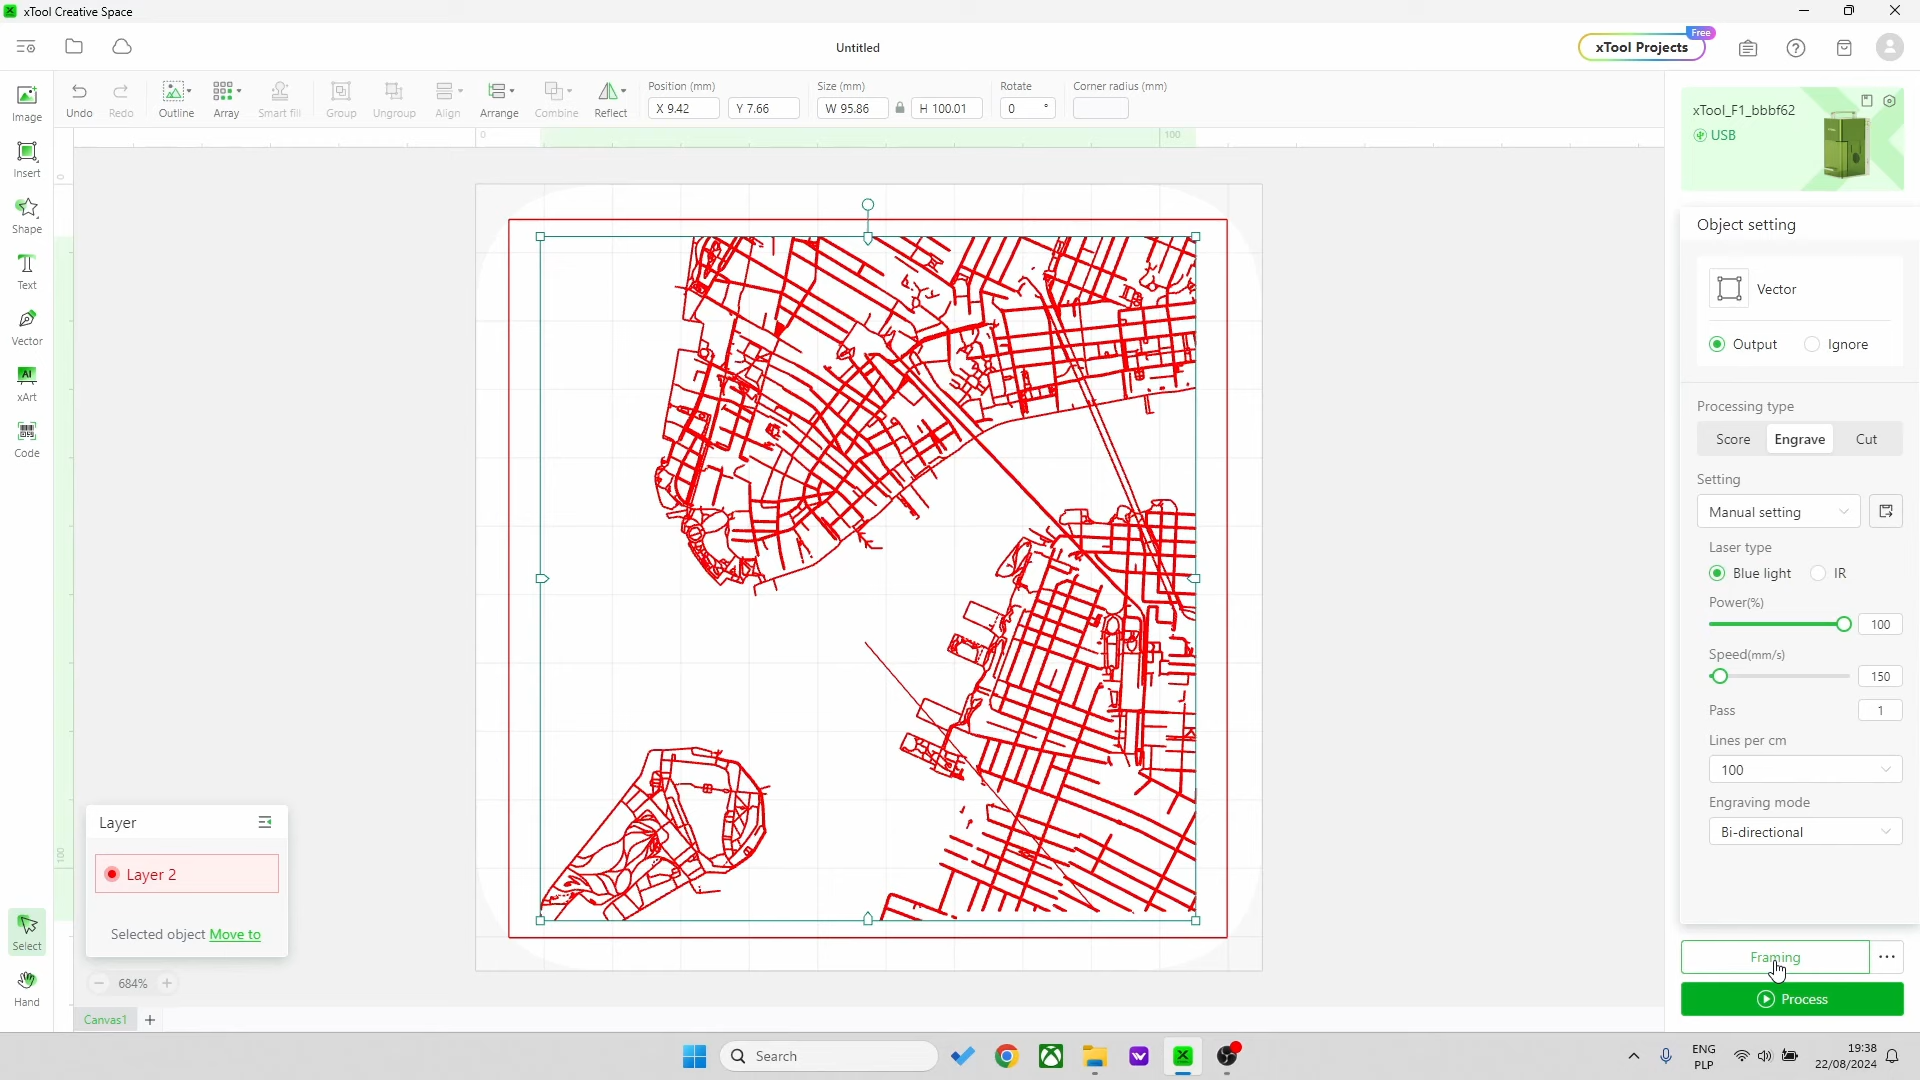 xTool Creative Space
Untitled
xTool Projects
Free
Undo
Redo
Outline
Array
Smart fill
Group
Ungroup
Align
Arrange
Combine
Reflect
Position (mm)
X 9.42
Y 7.66
Size (mm)
W 95.86
H 100.01
Rotate
0 °
Corner radius (mm)
Image
Insert
Shape
Text
Vector
AI
xArt
Code
Select
Hand
0
100
0
100
xTool_F1_bbbf62
USB
Object setting
Vector
Output
Ignore
Processing type
Score
Engrave
Cut
Setting
Manual setting
Laser type
Blue light
IR
Power(%)
100
Speed(mm/s)
150
Pass
1
Lines per cm
100
Engraving mode
Bi-directional
Framing
Process
Layer
Layer 2
Selected object Move to
684%
Canvas1
Search
ENG
PLP
19:38
22/08/2024